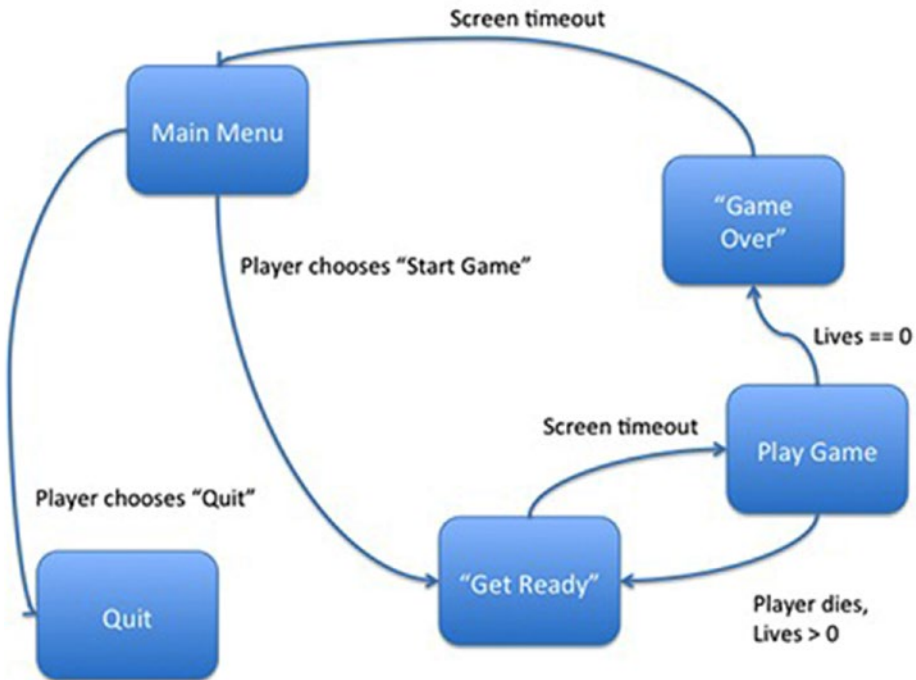 Screen timeout
Main Menu
“Game
Over”
Player chooses “Start Game”
Lives == 0
Screen timeout
Play Game
Player chooses “Quit”
“Get Ready”
Quit
Player dies,
Lives > 0